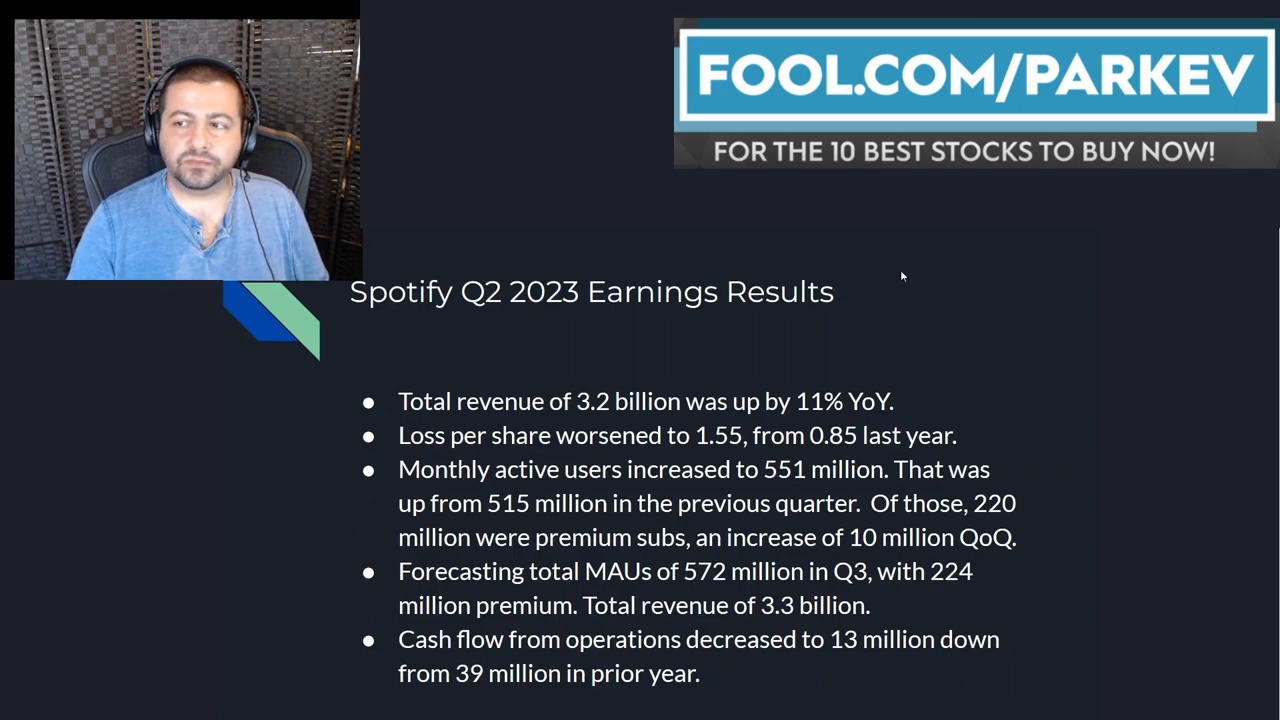 FOOL.COM/PARKEV
FOR THE 10 BEST STOCKS TO BUY NOW!
Spotify Q2 2023 Earnings Results
● Total revenue of 3.2 billion was up by 11% YoY.
● Loss per share worsened to 1.55, from 0.85 last year.
● Monthly active users increased to 551 million. That was
up from 515 million in the previous quarter.  Of those, 220
million were premium subs, an increase of 10 million QoQ.
● Forecasting total MAUs of 572 million in Q3, with 224
million premium. Total revenue of 3.3 billion.
● Cash flow from operations decreased to 13 million down
from 39 million in prior year.